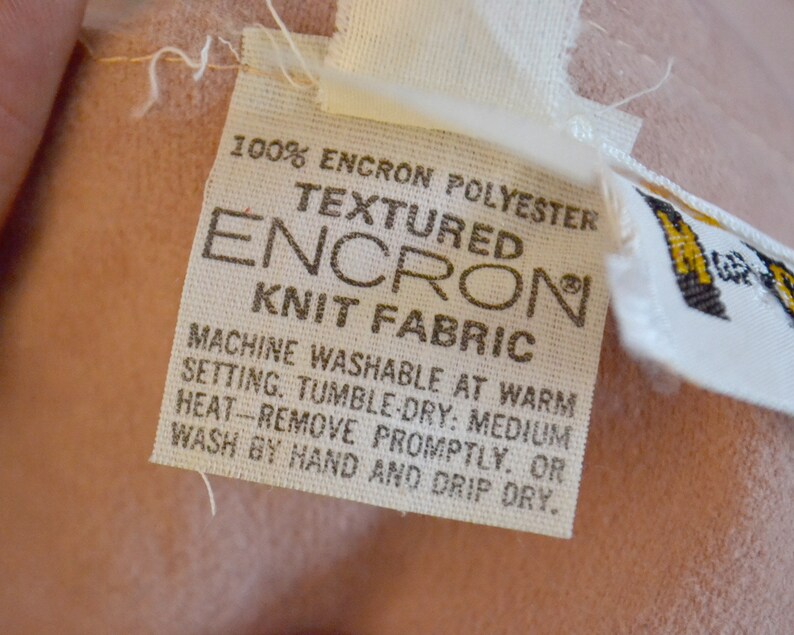 100% ENCRON POLYESTER
TEXTURED
ENCRON®
KNIT FABRIC
MACHINE WASHABLE AT WARM
SETTING. TUMBLE-DRY: MEDIUM
HEAT—REMOVE PROMPTLY. OR
WASH BY HAND AND DRIP DRY.